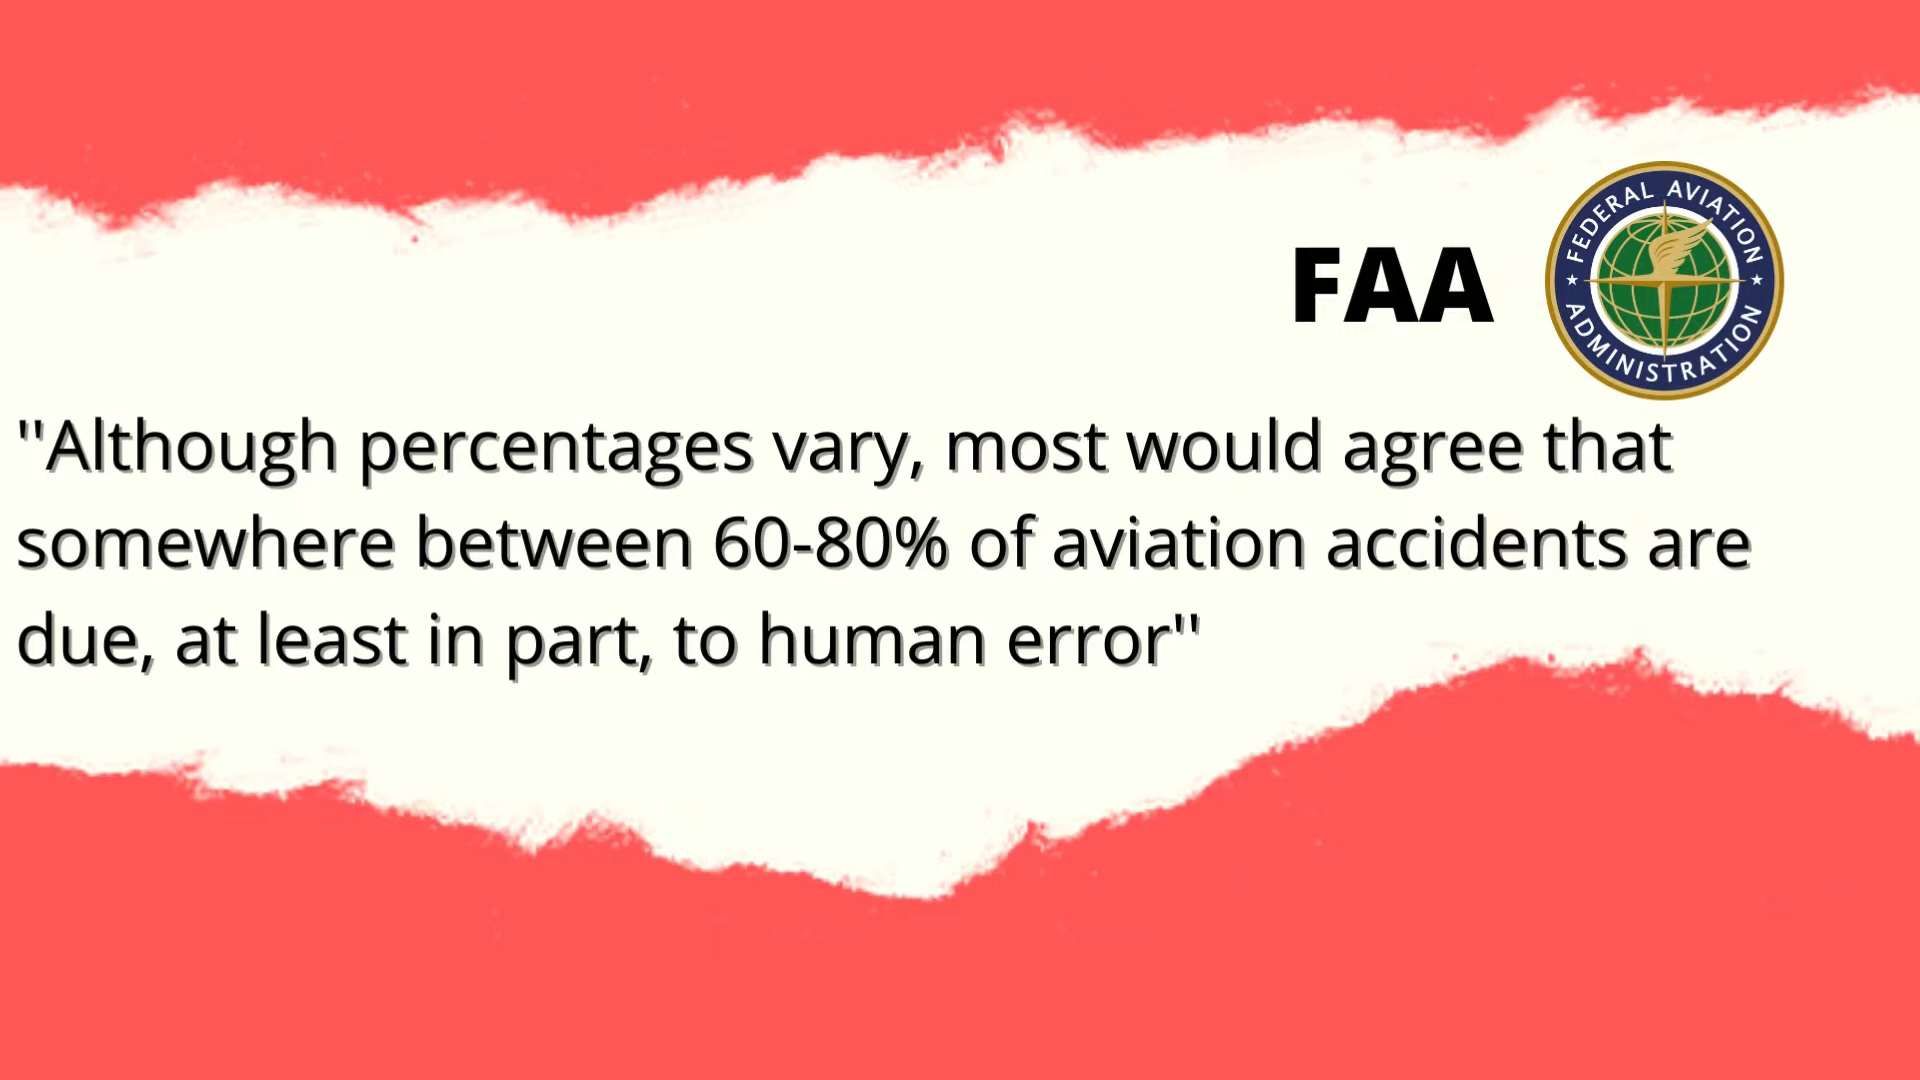 FAA
FEDERAL AVIATION
ADMINISTRATION
"Although percentages vary, most would agree that
somewhere between 60-80% of aviation accidents are
due, at least in part, to human error"